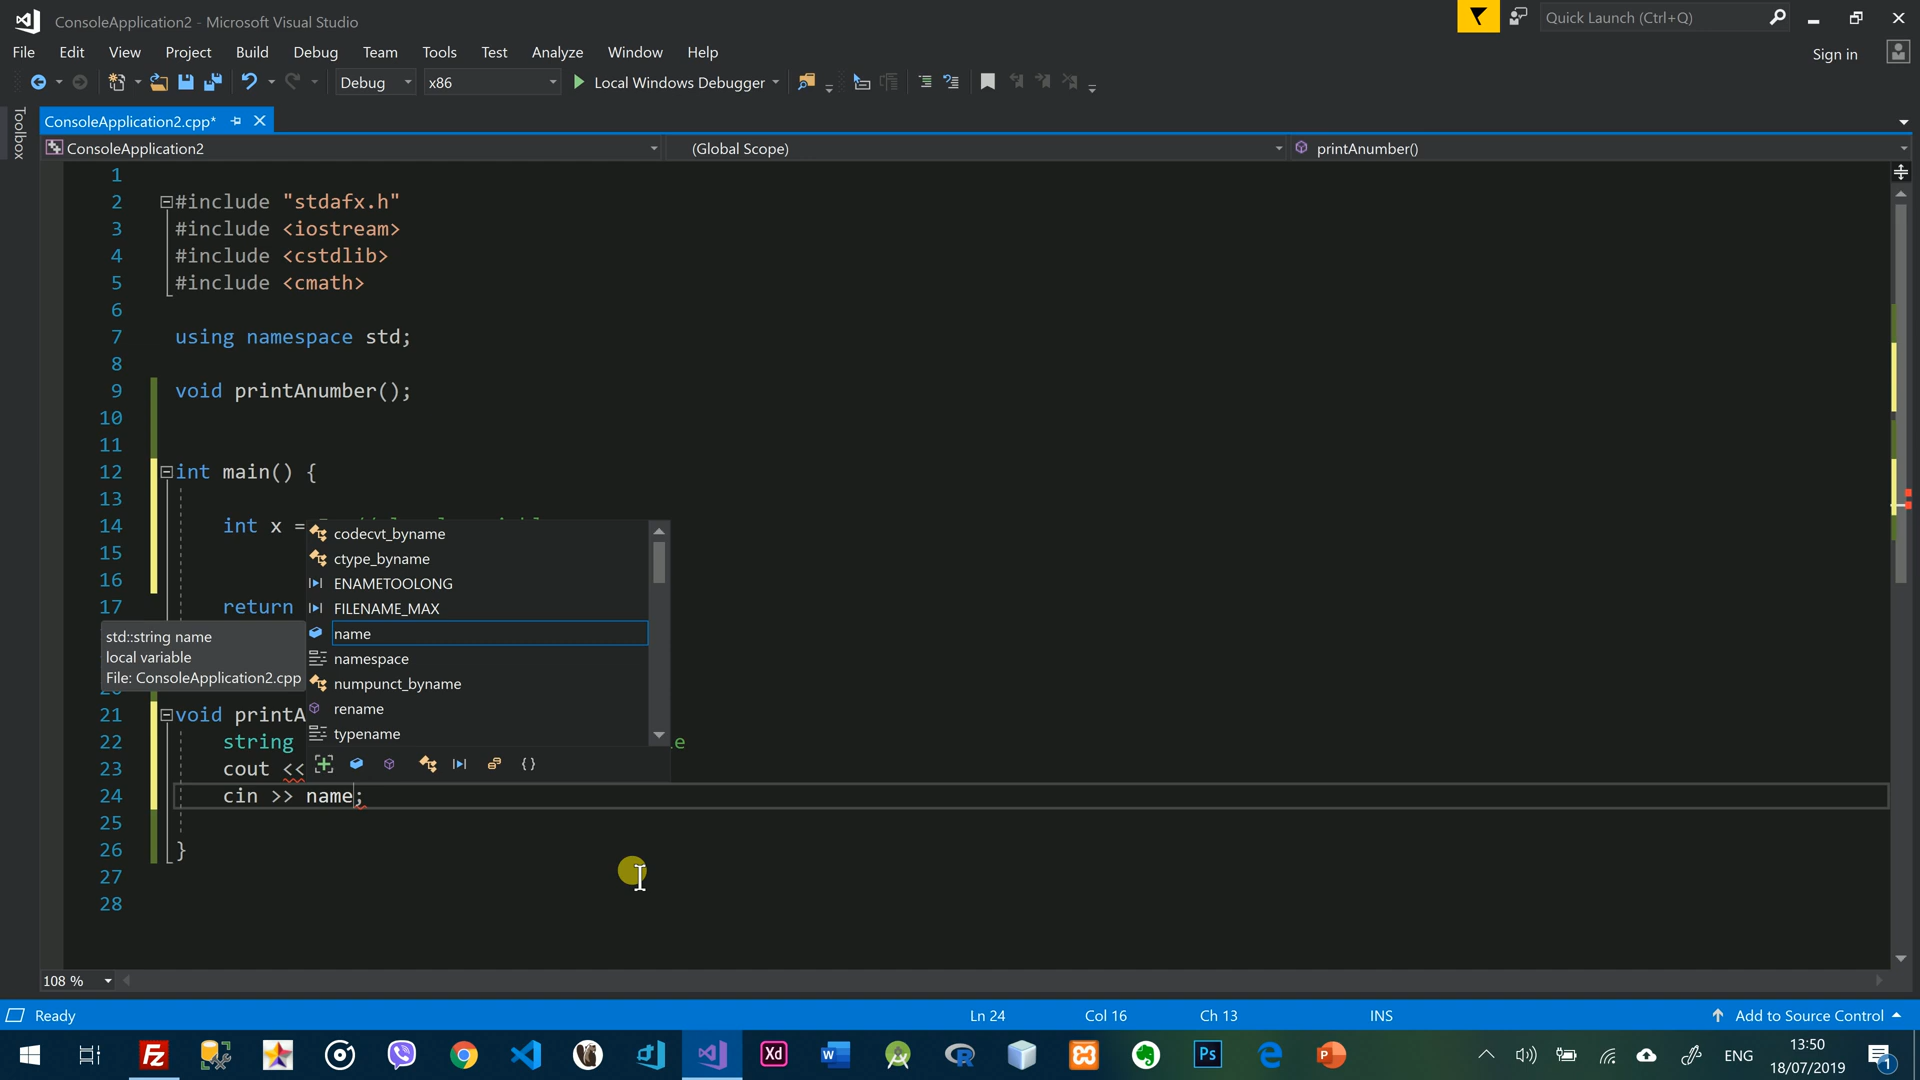 ConsoleApplication2 - Microsoft Visual Studio
Quick Launch (Ctrl+Q)
File Edit View Project Build Debug Team Tools Test Analyze Window Help
Sign in
Debug x86 Local Windows Debugger
Toolbox
ConsoleApplication2.cpp*
ConsoleApplication2 (Global Scope) printAnumber()
1
2 #include "stdafx.h"
3 #include <iostream>
4 #include <cstdlib>
5 #include <cmath>
6
7 using namespace std;
8
9 void printAnumber();
10
11
12 int main() {
13
14 int x =
15
16
17 return
codecvt_byname
ctype_byname
ENAMETOOLONG
FILENAME_MAX
name
namespace
numpunct_byname
rename
typename
std::string name
local variable
File: ConsoleApplication2.cpp
21 void printA
22 string e
23 cout <<
24 cin >> name;
25
26 }
27
28
108 %
Ready Ln 24 Col 16 Ch 13 INS Add to Source Control
Fz Xd W R Ps P ENG 13:50
18/07/2019 1